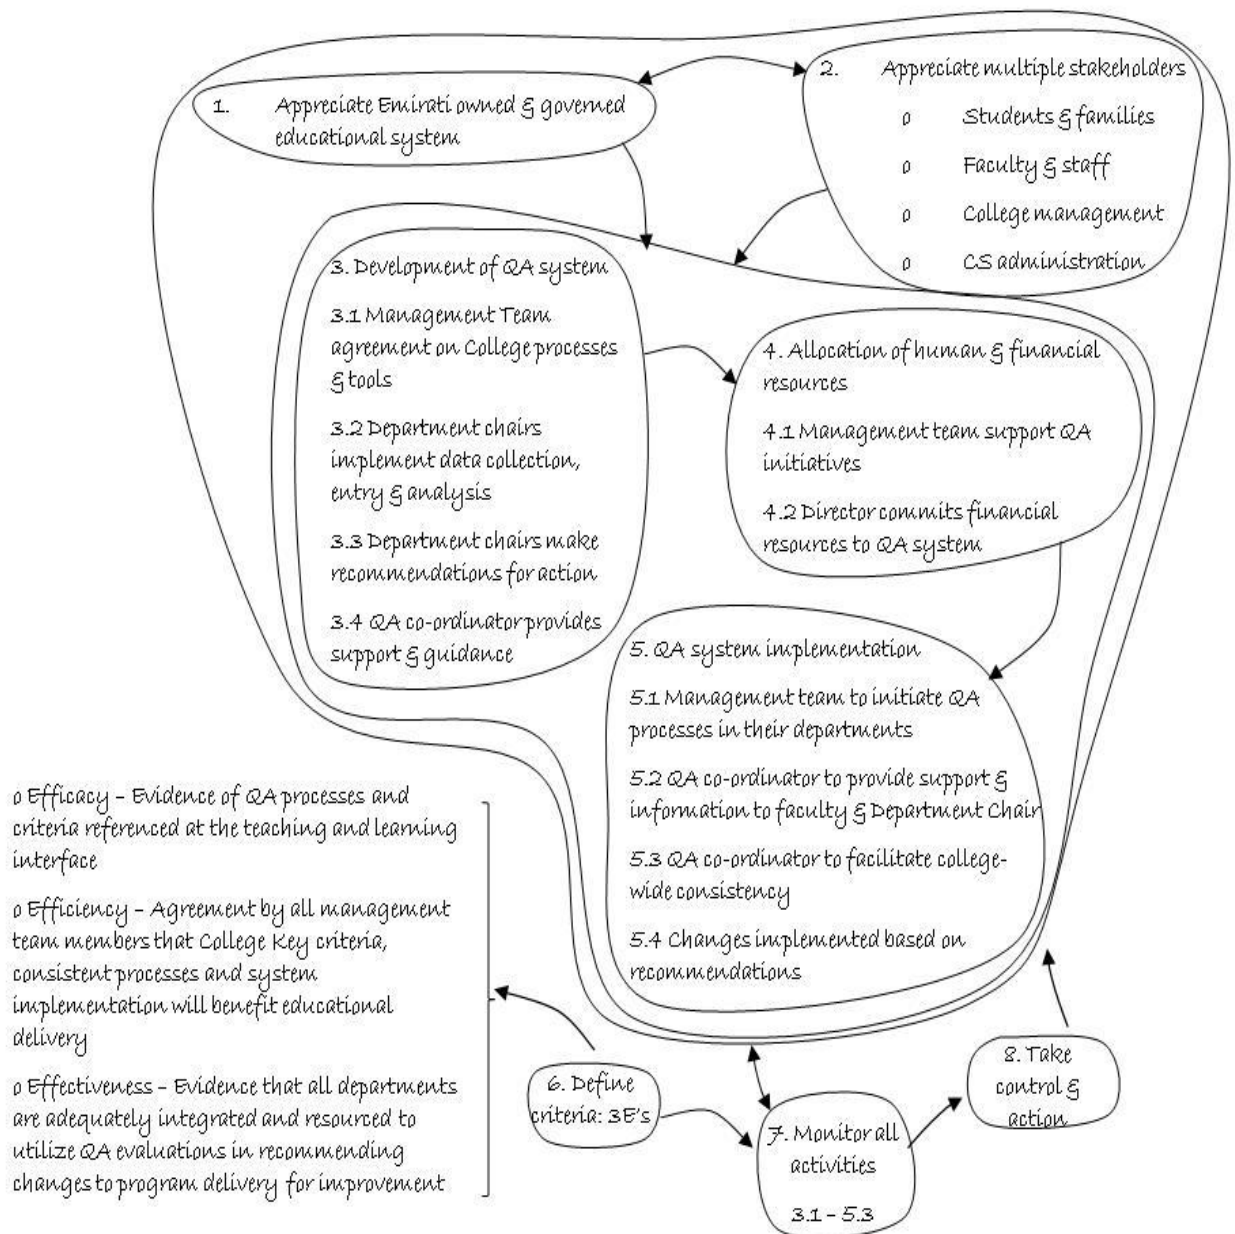 1. Appreciate Emirati owned & governed
educational system
2. Appreciate multiple stakeholders
o Students & families
o Faculty & staff
o College management
o CS administration
3. Development of QA system
3.1 Management Team
agreement on College processes
& tools
3.2 Department chairs
implement data collection,
entry & analysis
3.3 Department chairs make
recommendations for action
3.4 QA co-ordinator provides
support & guidance
4. Allocation of human & financial
resources
4.1 Management team support QA
initiatives
4.2 Director commits financial
resources to QA system
5. QA system implementation
5.1 Management team to initiate QA
processes in their departments
5.2 QA co-ordinator to provide support &
information to faculty & Department Chair
5.3 QA co-ordinator to facilitate college-
wide consistency
5.4 Changes implemented based on
recommendations
o Efficacy – Evidence of QA processes and
criteria referenced at the teaching and learning
interface
o Efficiency – Agreement by all management
team members that College Key criteria,
consistent processes and system
implementation will benefit educational
delivery
o Effectiveness – Evidence that all departments
are adequately integrated and resourced to
utilize QA evaluations in recommending
changes to program delivery for improvement
6. Define
criteria: 3E's
7. Monitor all
activities
3.1 – 5.3
8. Take
control &
action